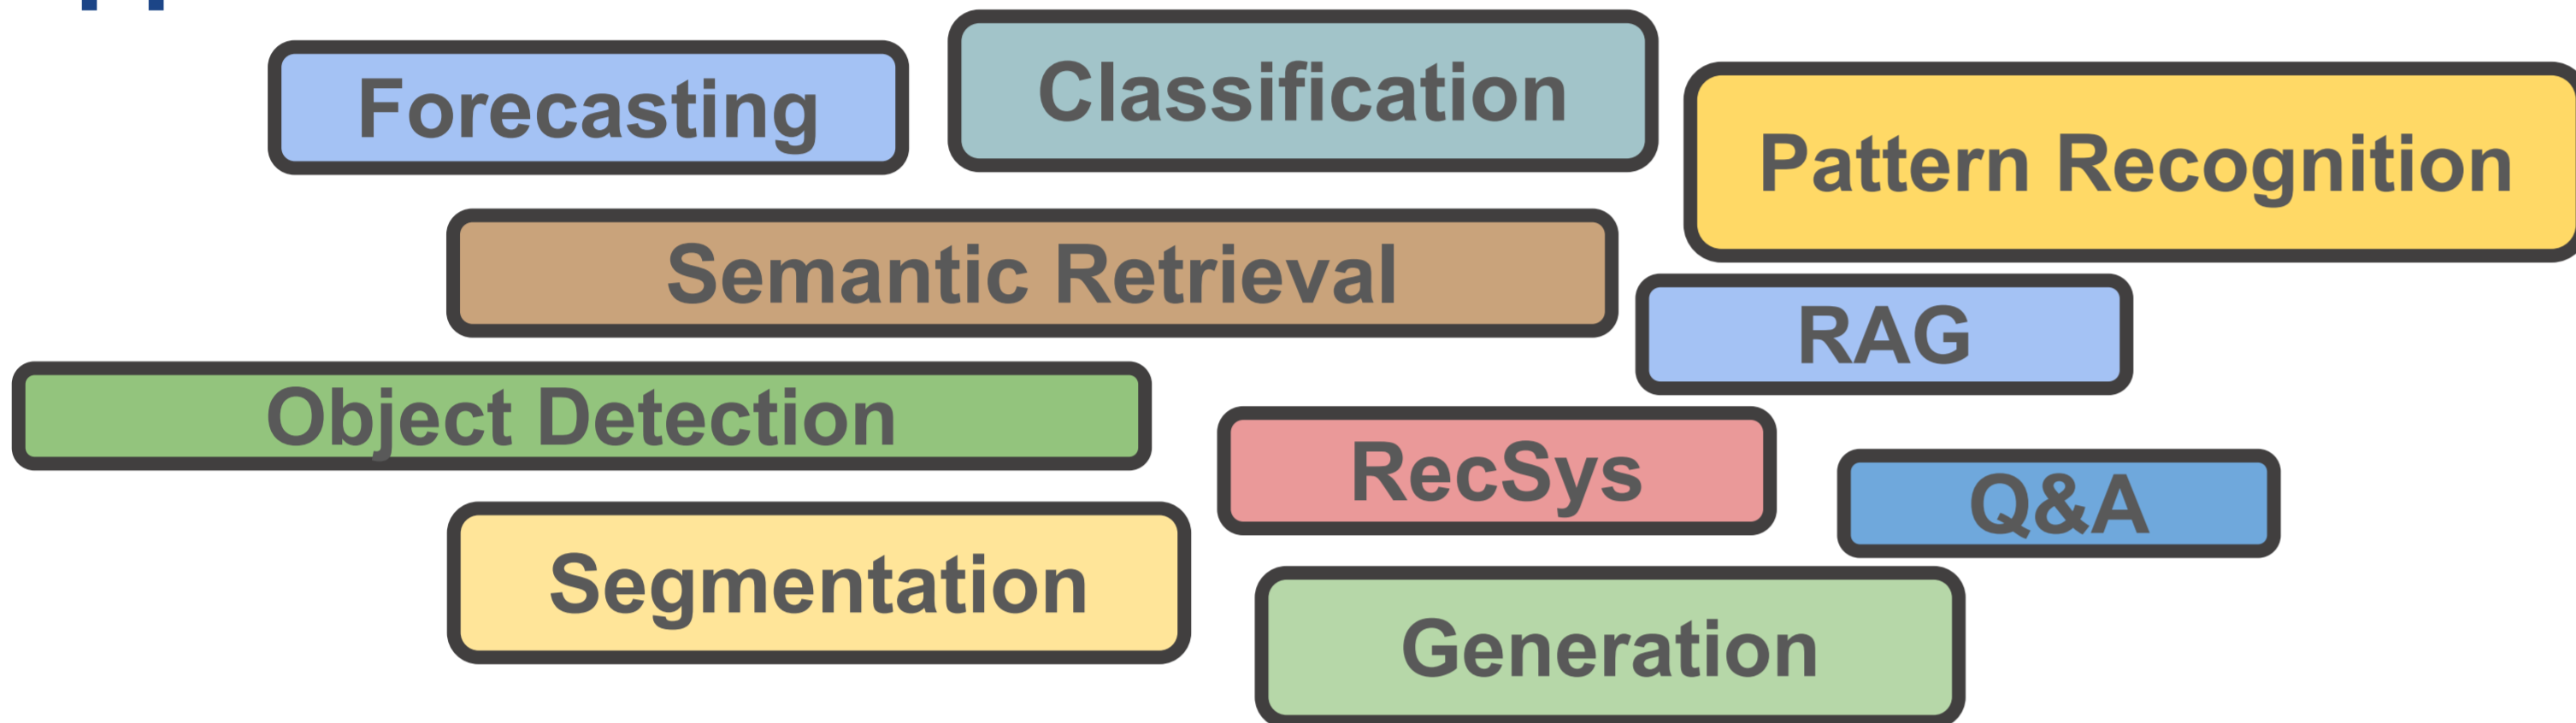 Forecasting
Classification
Pattern Recognition
Semantic Retrieval
RAG
Object Detection
RecSys
Q&A
Segmentation
Generation